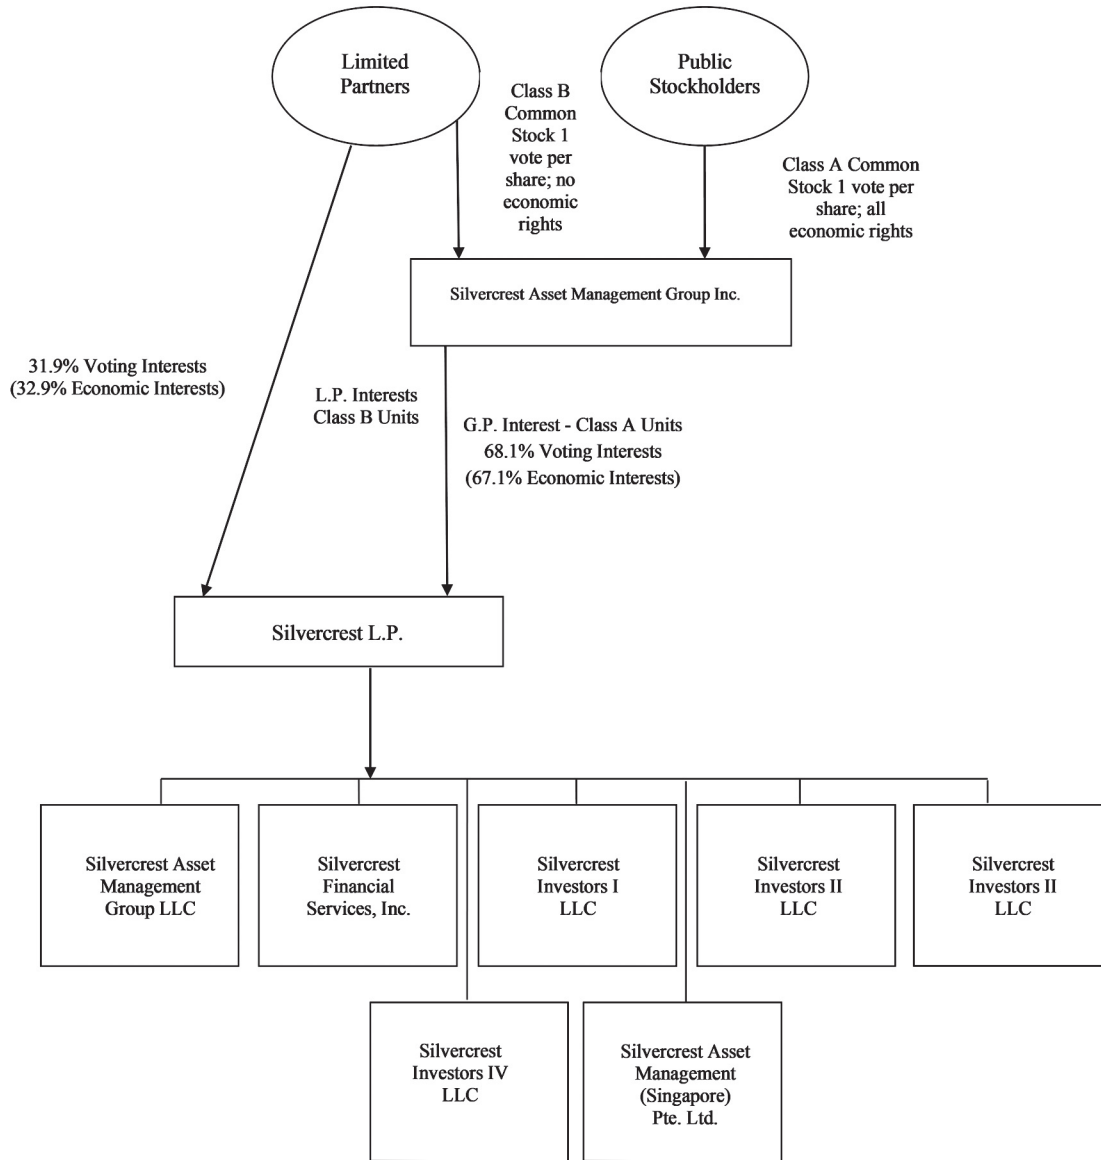 Limited
Partners
Public
Stockholders
Class B
Common
Stock 1
vote per
share; no
economic
rights
Class A Common
Stock 1 vote per
share; all
economic rights
Silvercrest Asset Management Group Inc.
31.9% Voting Interests
(32.9% Economic Interests)
L.P. Interests
Class B Units
G.P. Interest - Class A Units
68.1% Voting Interests
(67.1% Economic Interests)
Silvercrest L.P.
Silvercrest Asset
Management
Group LLC
Silvercrest
Financial
Services, Inc.
Silvercrest
Investors I
LLC
Silvercrest
Investors II
LLC
Silvercrest
Investors II
LLC
Silvercrest
Investors IV
LLC
Silvercrest Asset
Management
(Singapore)
Pte. Ltd.